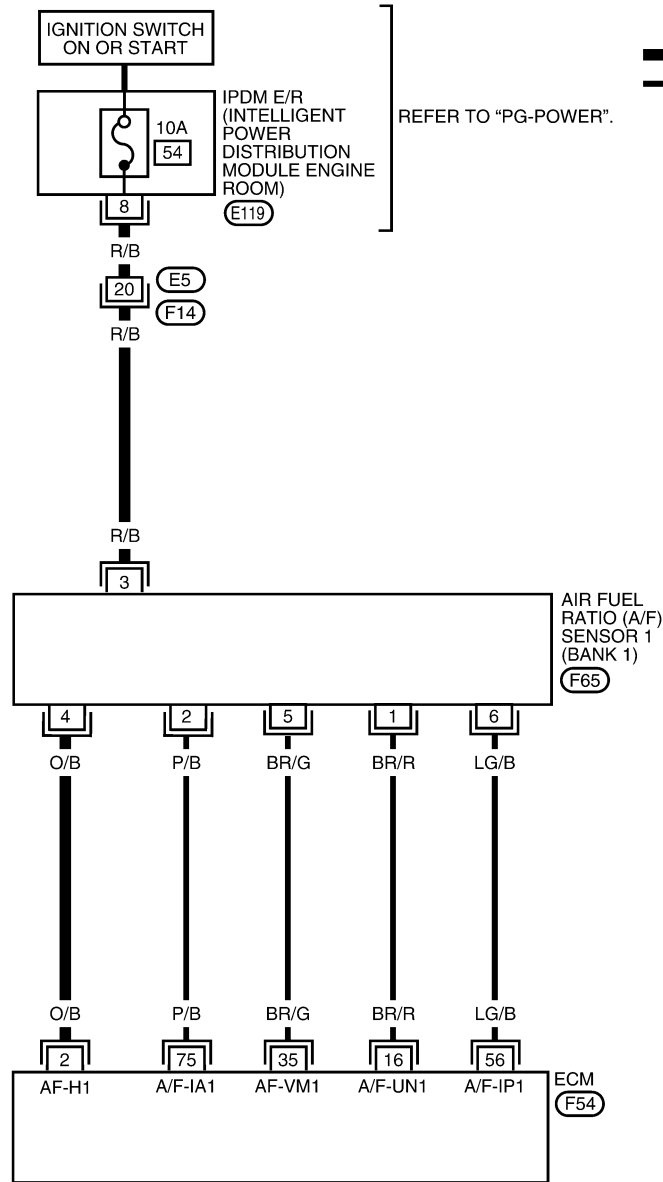 IGNITION SWITCH
ON OR START
IPDM E/R
(INTELLIGENT
POWER
DISTRIBUTION
MODULE ENGINE
ROOM)
E119
10A
54
REFER TO “PG-POWER”.
8
R/B
20
E5
F14
R/B
R/B
3
AIR FUEL
RATIO (A/F)
SENSOR 1
(BANK 1)
F65
4 2 5 1 6
O/B P/B BR/G BR/R LG/B
O/B P/B BR/G BR/R LG/B
2 75 35 16 56
AF-H1 A/F-IA1 AF-VM1 A/F-UN1 A/F-IP1
ECM
F54